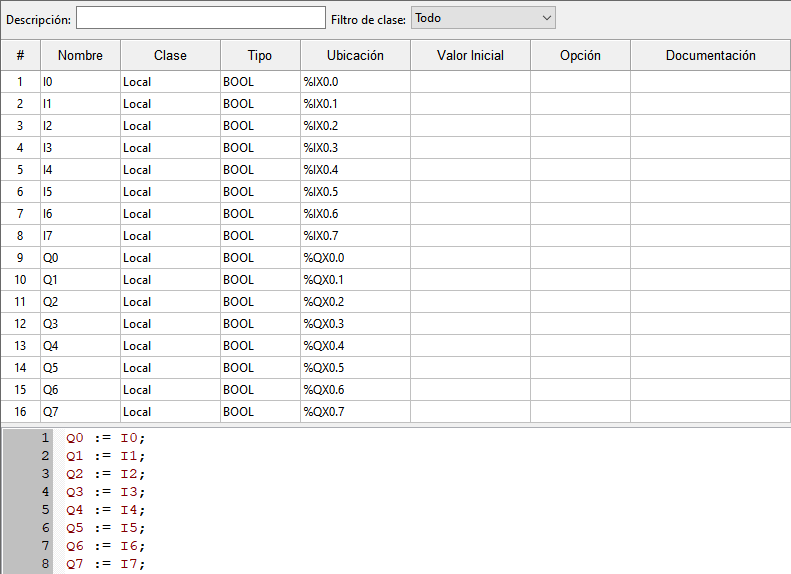 Descripción: Filtro de clase: Todo
# Nombre Clase Tipo Ubicación Valor Inicial Opción Documentación
1 I0 Local BOOL %IX0.0
2 I1 Local BOOL %IX0.1
3 I2 Local BOOL %IX0.2
4 I3 Local BOOL %IX0.3
5 I4 Local BOOL %IX0.4
6 I5 Local BOOL %IX0.5
7 I6 Local BOOL %IX0.6
8 I7 Local BOOL %IX0.7
9 Q0 Local BOOL %QX0.0
10 Q1 Local BOOL %QX0.1
11 Q2 Local BOOL %QX0.2
12 Q3 Local BOOL %QX0.3
13 Q4 Local BOOL %QX0.4
14 Q5 Local BOOL %QX0.5
15 Q6 Local BOOL %QX0.6
16 Q7 Local BOOL %QX0.7
1 Q0 := I0;
2 Q1 := I1;
3 Q2 := I2;
4 Q3 := I3;
5 Q4 := I4;
6 Q5 := I5;
7 Q6 := I6;
8 Q7 := I7;